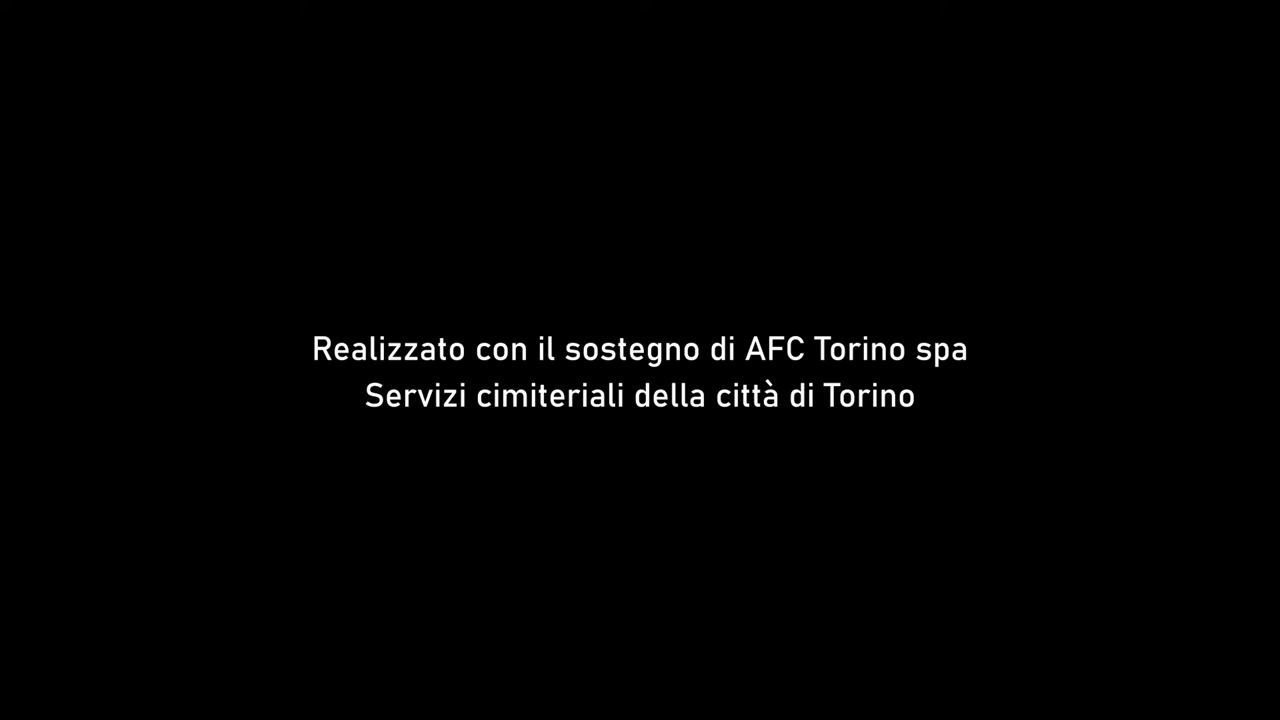 Realizzato con il sostegno di AFC Torino spa
Servizi cimiteriali della città di Torino